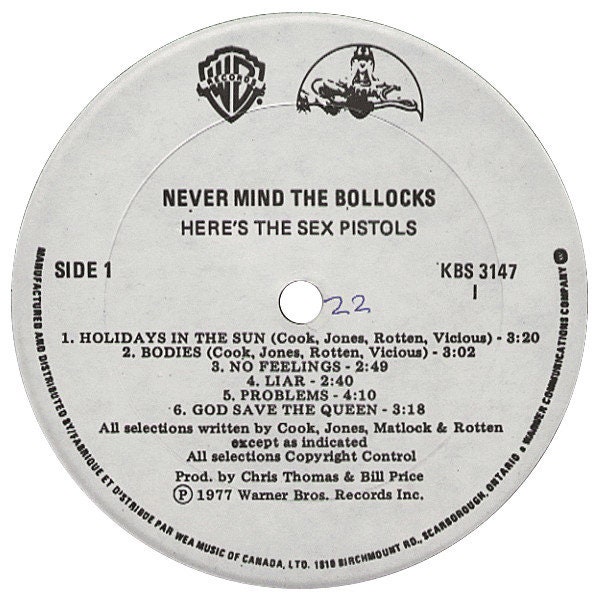 RECORDS
WB
VIRGIN
NEVER MIND THE BOLLOCKS
HERE'S THE SEX PISTOLS
SIDE 1
KBS 3147
1
22
1. HOLIDAYS IN THE SUN (Cook, Jones, Rotten, Vicious) - 3:20
2. BODIES (Cook, Jones, Rotten, Vicious) - 3:02
3. NO FEELINGS - 2:49
4. LIAR - 2:40
5. PROBLEMS - 4:10
6. GOD SAVE THE QUEEN - 3:18
All selections written by Cook, Jones, Matlock & Rotten
except as indicated
All selections Copyright Control
Prod. by Chris Thomas & Bill Price
Ⓟ 1977 Warner Bros. Records Inc.
MANUFACTURED AND DISTRIBUTED BY/FABRIQUE ET DISTRIBUE PAR WEA MUSIC OF CANADA, LTD. 1810 BIRCHMOUNT RD., SCARBOROUGH, ONTARIO • A WARNER COMMUNICATIONS COMPANY